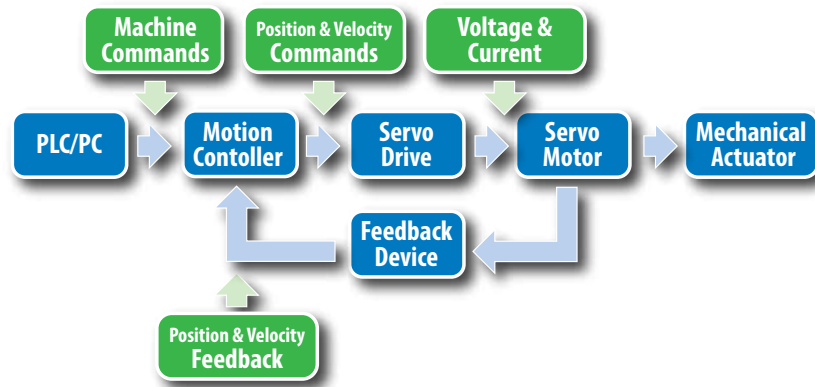 Machine
Commands
Position & Velocity
Commands
Voltage &
Current
PLC/PC
Motion
Contoller
Servo
Drive
Servo
Motor
Mechanical
Actuator
Feedback
Device
Position & Velocity
Feedback